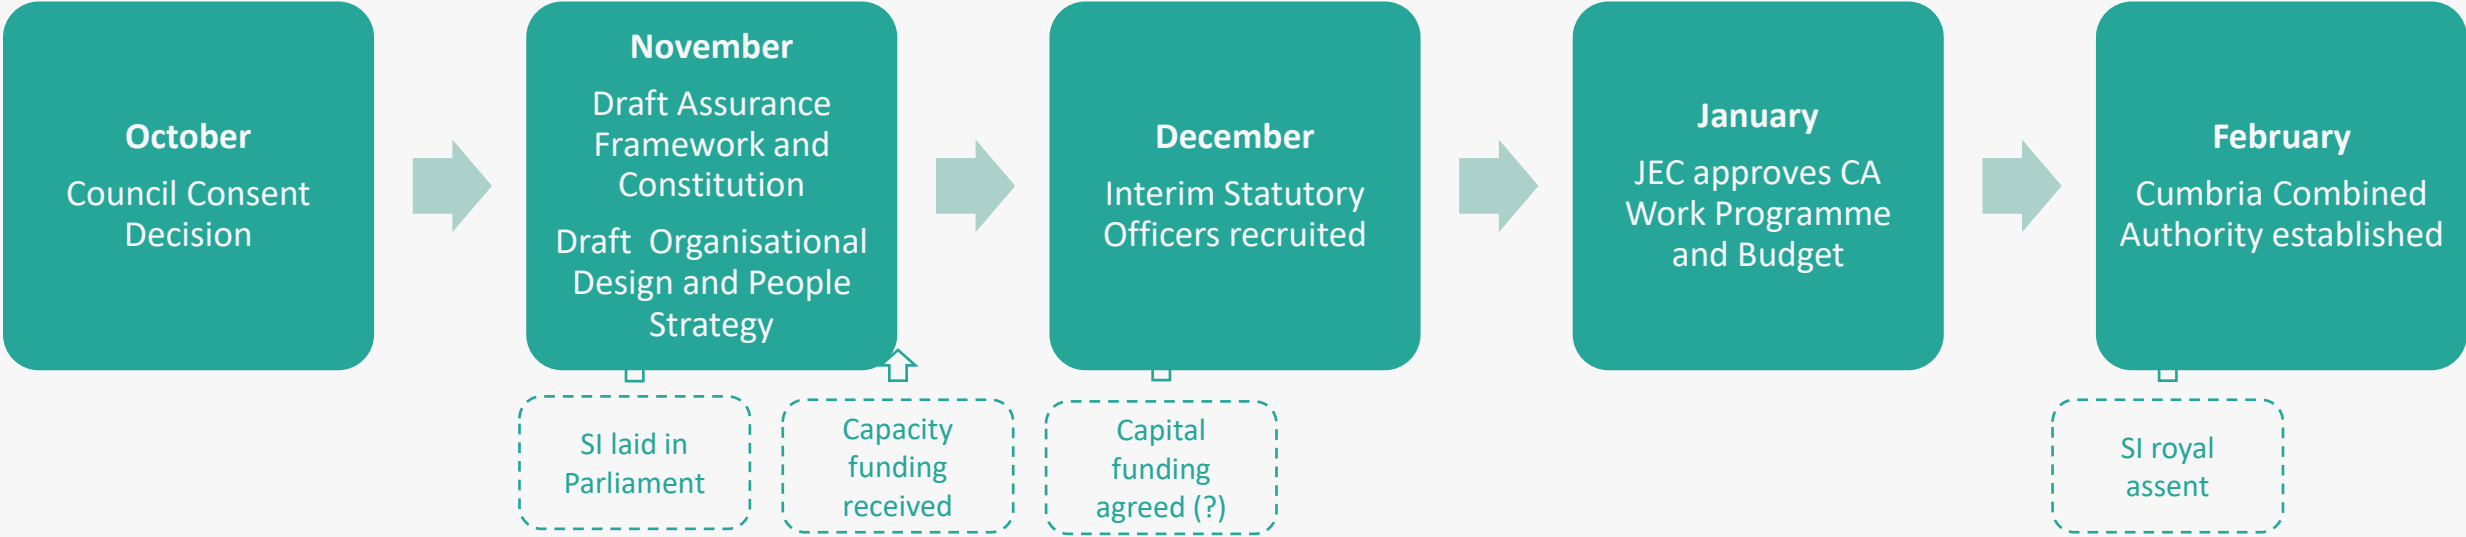 October
Council Consent
Decision
November
Draft Assurance
Framework and
Constitution
Draft  Organisational
Design and People
Strategy
December
Interim Statutory
Officers recruited
January
JEC approves CA
Work Programme
and Budget
February
Cumbria Combined
Authority established
SI laid in
Parliament
Capacity
funding
received
Capital
funding
agreed (?)
SI royal
assent